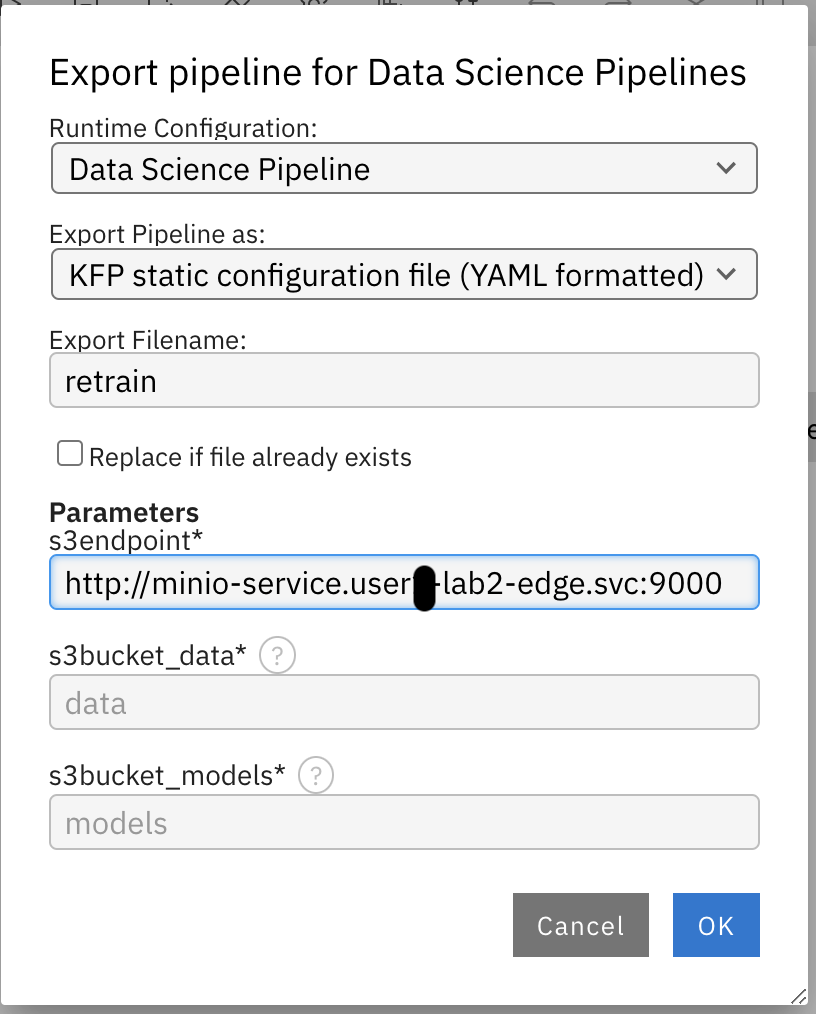 Export pipeline for Data Science Pipelines
Runtime Configuration:
Data Science Pipeline
Export Pipeline as:
KFP static configuration file (YAML formatted)
Export Filename:
retrain
Replace if file already exists
Parameters
s3endpoint*
http://minio-service.user -lab2-edge.svc:9000
s3bucket_data* ?
data
s3bucket_models* ?
models
Cancel OK